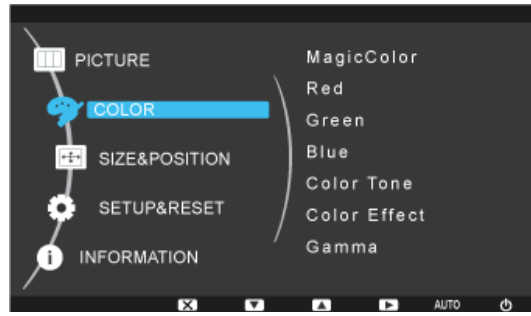 PICTURE
COLOR
SIZE&POSITION
SETUP&RESET
INFORMATION
MagicColor
Red
Green
Blue
Color Tone
Color Effect
Gamma
AUTO